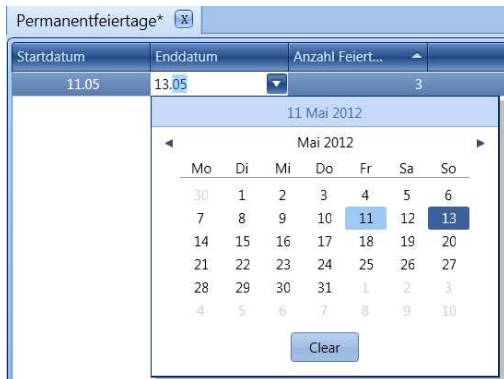 Permanentfeiertage* X
Startdatum Enddatum Anzahl Feiert...
11.05 13.05 3
11 Mai 2012
Mai 2012
Mo Di Mi Do Fr Sa So
30 1 2 3 4 5 6
7 8 9 10 11 12 13
14 15 16 17 18 19 20
21 22 23 24 25 26 27
28 29 30 31 1 2 3
4 5 6 7 8 9 10
Clear